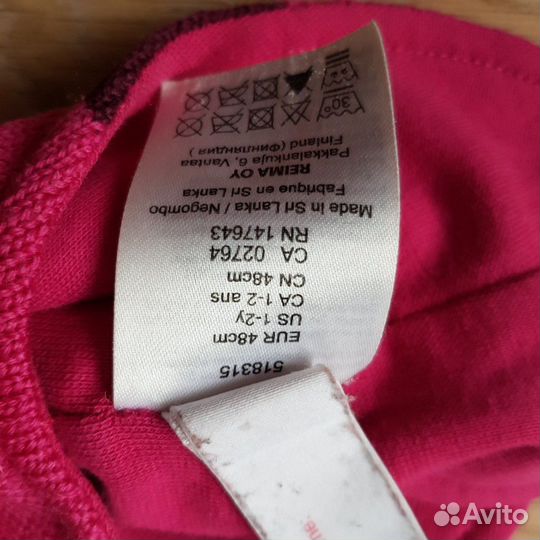 518315
EUR 48cm
US 1-2y
CA 1-2 ans
CN 48cm
CA 02764
RN 147643
Made in Sri Lanka / Negombo
Fabrique en Sri Lanka
REIMA OY
Pakkalankuja 6, Vantaa
Finland (Финляндия)
30°
Avito